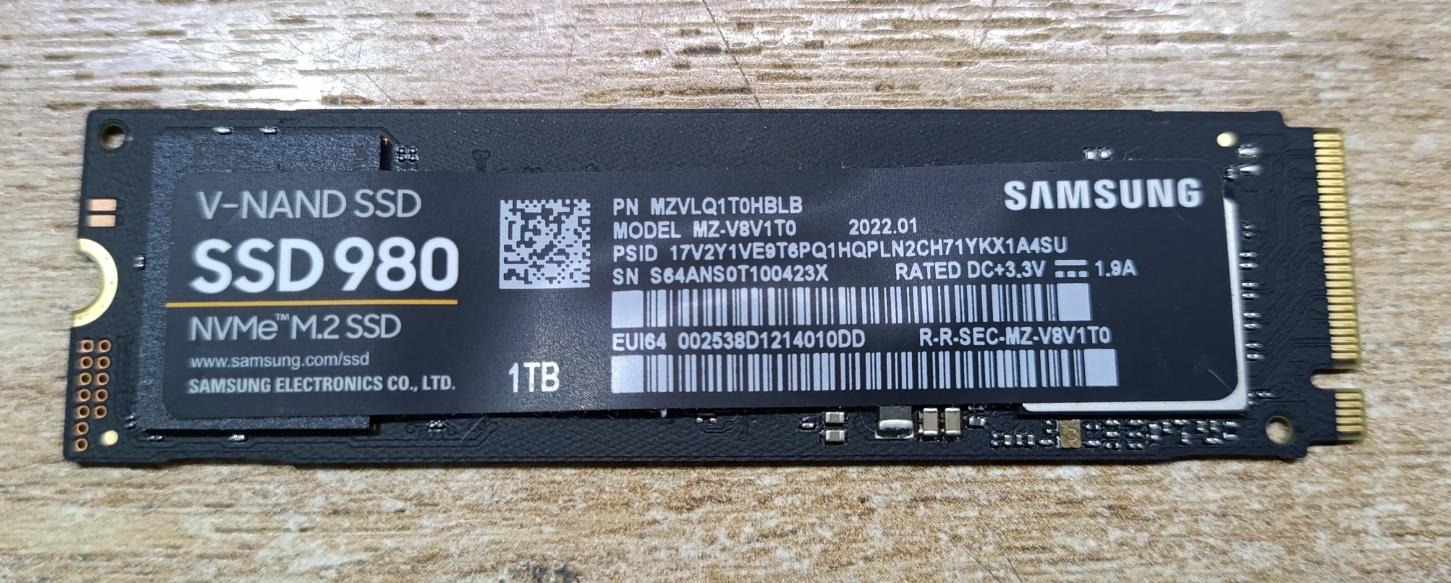 V-NAND SSD
SSD 980
NVMe™ M.2 SSD
www.samsung.com/ssd
SAMSUNG ELECTRONICS CO., LTD.
1TB
SAMSUNG
PN MZVLQ1T0HBLB
MODEL MZ-V8V1T0 2022.01
PSID 17V2Y1VE9T6PQ1HQPLN2CH71YKX1A4SU
SN S64ANS0T100423X RATED DC+3.3V ⎓ 1.9A
EUI64 002538D1214010DD R-R-SEC-MZ-V8V1T0